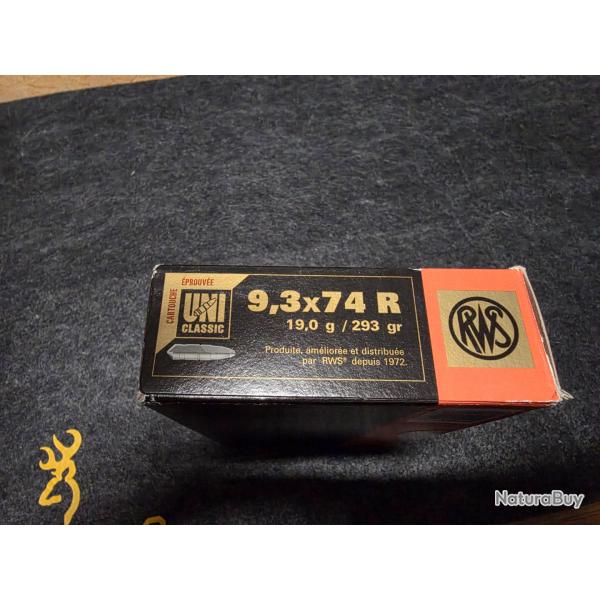 CARTOUCHE
ÉPROUVÉE
UNI
CLASSIC
9,3x74 R
19,0 g / 293 gr
Produite, améliorée et distribuée
par RWS® depuis 1972.
RWS
NaturaBuy